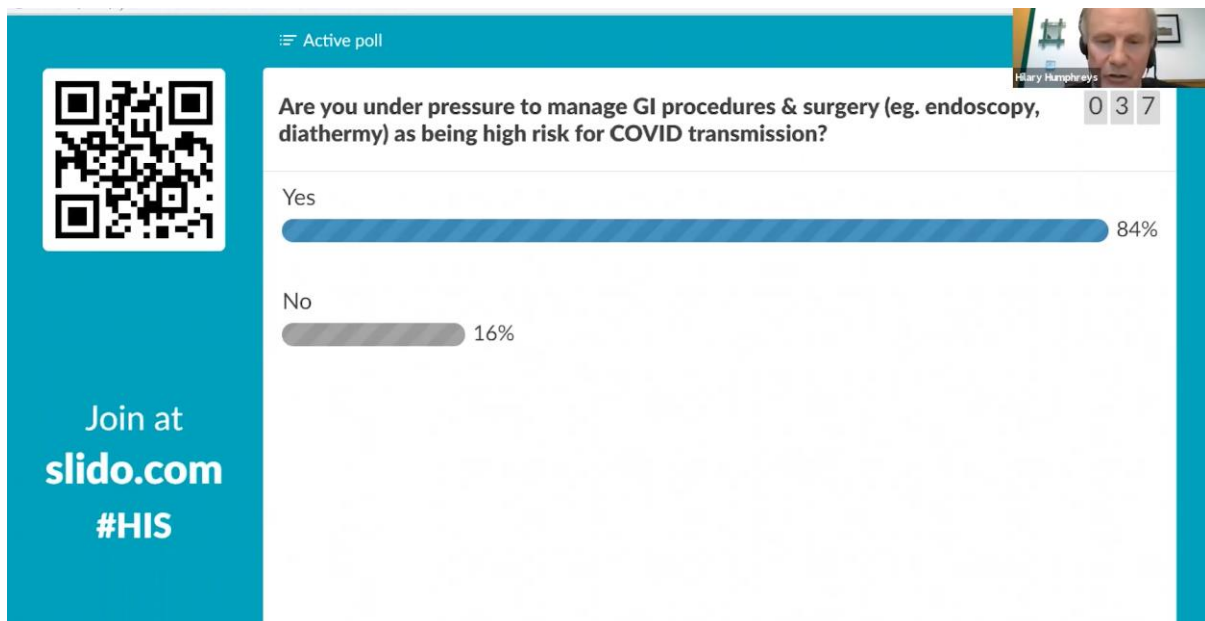 Active poll
Hilary Humphreys
Are you under pressure to manage GI procedures & surgery (eg. endoscopy,
diathermy) as being high risk for COVID transmission?
0 3 7
Yes
84%
No
16%
Join at
slido.com
#HIS